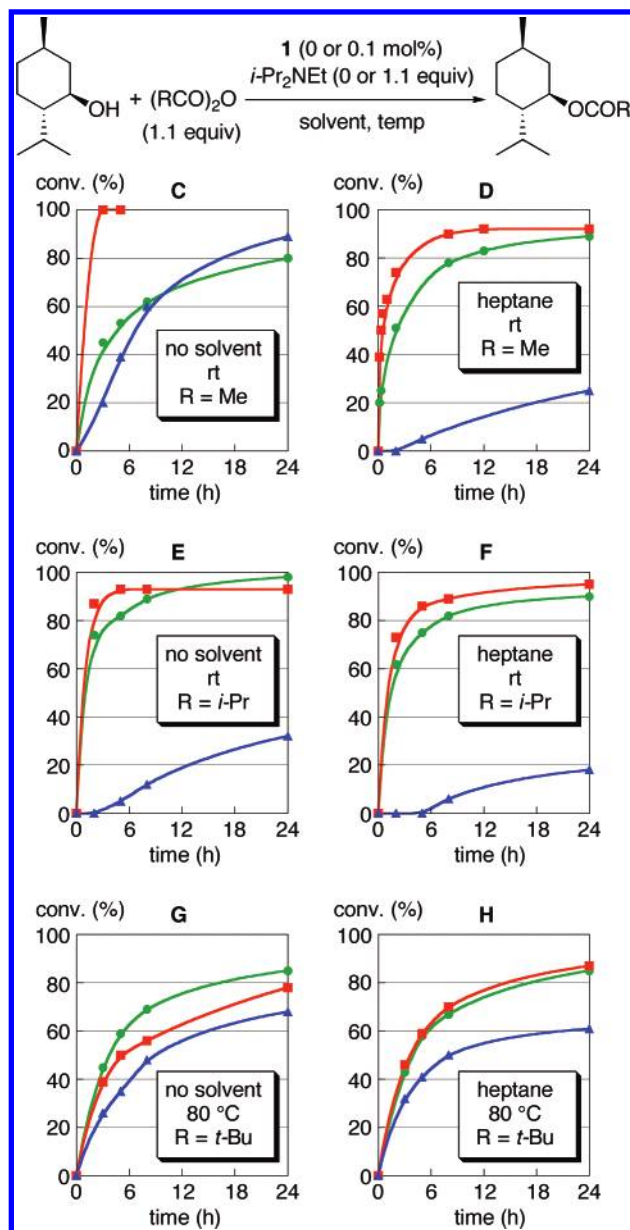 1 (0 or 0.1 mol%)
i-Pr2NEt (0 or 1.1 equiv)
OH + (RCO)2O
(1.1 equiv)
solvent, temp
OCOR
conv. (%) C
100
80
60
40
20
0
no solvent
rt
R = Me
0 6 12 18 24
time (h)
conv. (%) D
100
80
60
40
20
0
heptane
rt
R = Me
0 6 12 18 24
time (h)
conv. (%) E
100
80
60
40
20
0
no solvent
rt
R = i-Pr
0 6 12 18 24
time (h)
conv. (%) F
100
80
60
40
20
0
heptane
rt
R = i-Pr
0 6 12 18 24
time (h)
conv. (%) G
100
80
60
40
20
0
no solvent
80 °C
R = t-Bu
0 6 12 18 24
time (h)
conv. (%) H
100
80
60
40
20
0
heptane
80 °C
R = t-Bu
0 6 12 18 24
time (h)